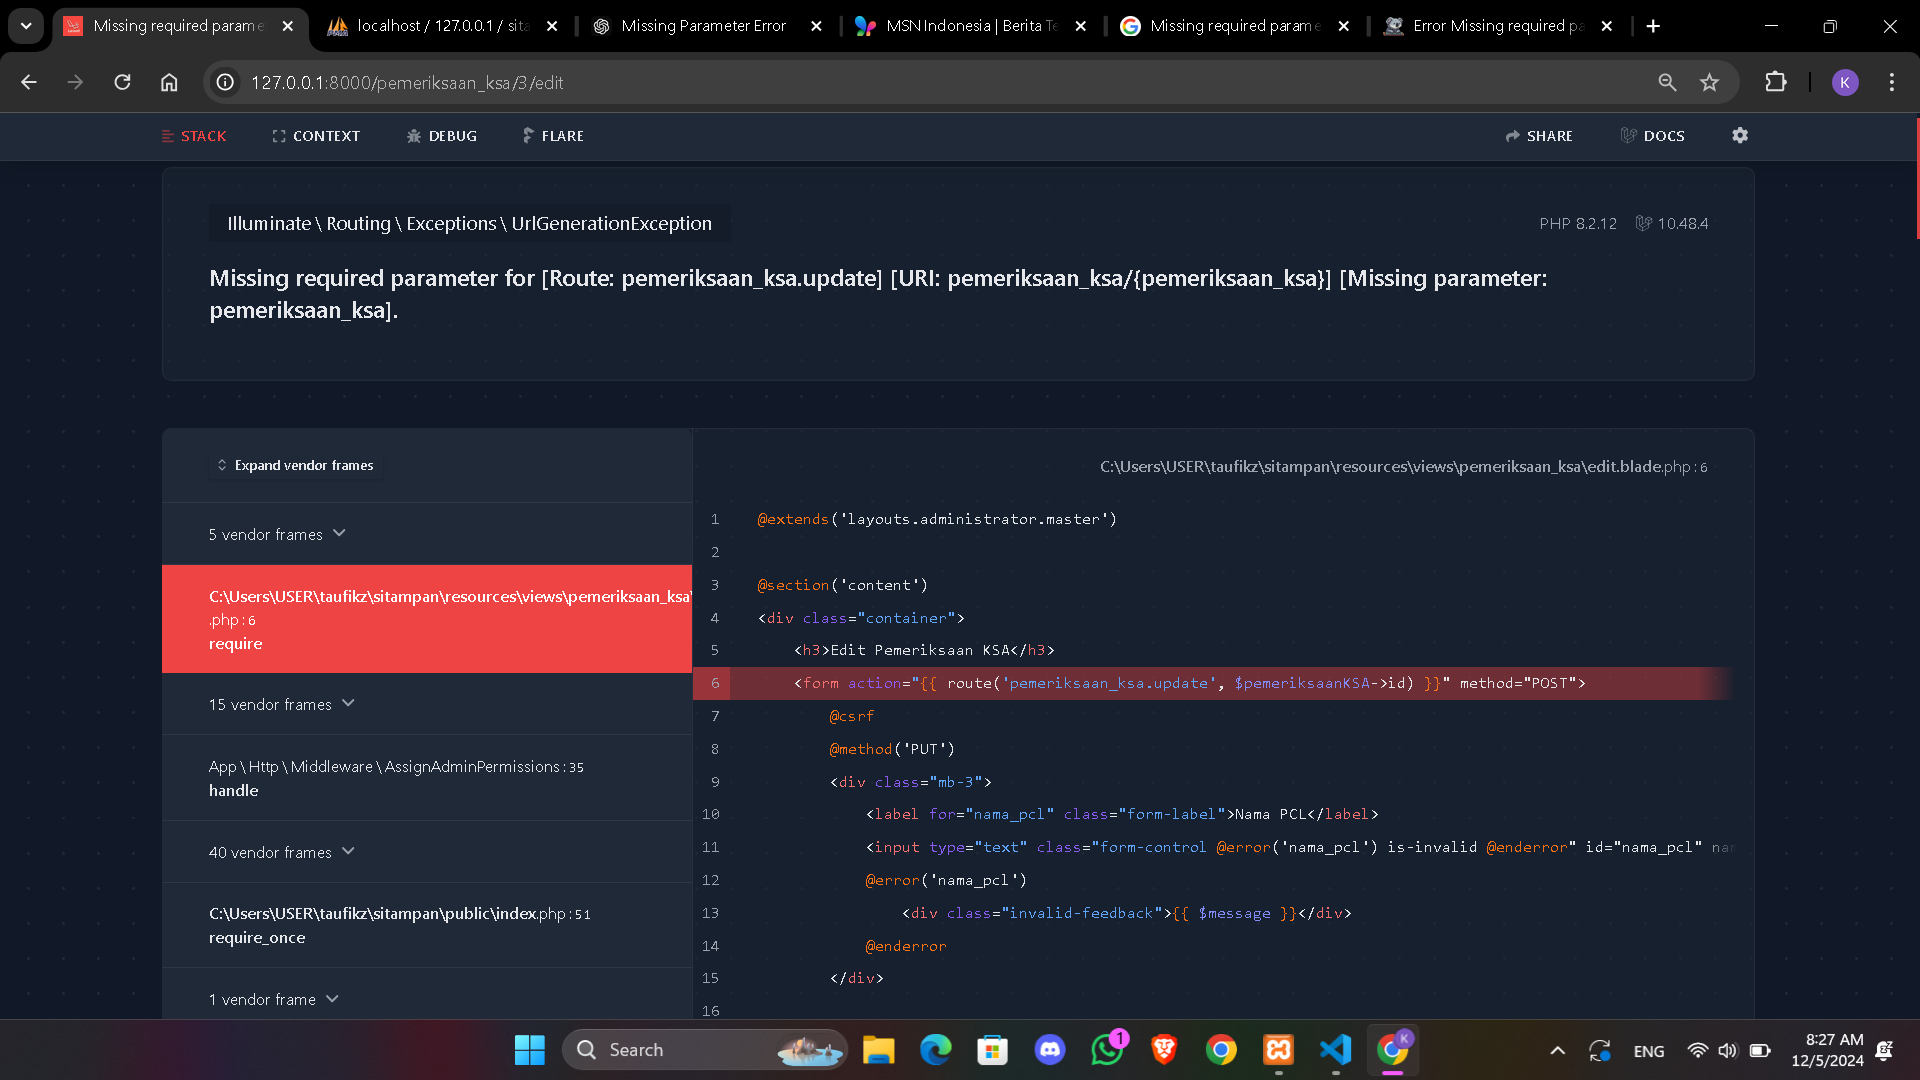 Missing required parame
localhost / 127.0.0.1 / sita
Missing Parameter Error
MSN Indonesia | Berita Te
Missing required parame
Error Missing required pa
127.0.0.1:8000/pemeriksaan_ksa/3/edit
K
STACK
CONTEXT
DEBUG
FLARE
SHARE
DOCS
Illuminate \ Routing \ Exceptions \ UrlGenerationException
PHP 8.2.12
10.48.4
Missing required parameter for [Route: pemeriksaan_ksa.update] [URI: pemeriksaan_ksa/{pemeriksaan_ksa}] [Missing parameter:
pemeriksaan_ksa].
Expand vendor frames
5 vendor frames
C:\Users\USER\taufikz\sitampan\resources\views\pemeriksaan_ksa\
.php:6
require
15 vendor frames
App \ Http \ Middleware \ AssignAdminPermissions:35
handle
40 vendor frames
C:\Users\USER\taufikz\sitampan\public\index.php:51
require_once
1 vendor frame
C:\Users\USER\taufikz\sitampan\resources\views\pemeriksaan_ksa\edit.blade.php:6
1 @extends('layouts.administrator.master')
2
3 @section('content')
4 <div class="container">
5 <h3>Edit Pemeriksaan KSA</h3>
6 <form action="{{ route('pemeriksaan_ksa.update', $pemeriksaanKSA->id) }}" method="POST">
7 @csrf
8 @method('PUT')
9 <div class="mb-3">
10 <label for="nama_pcl" class="form-label">Nama PCL</label>
11 <input type="text" class="form-control @error('nama_pcl') is-invalid @enderror" id="nama_pcl" nam
12 @error('nama_pcl')
13 <div class="invalid-feedback">{{ $message }}</div>
14 @enderror
15 </div>
16
Search
1
K
ENG
8:27 AM
12/5/2024